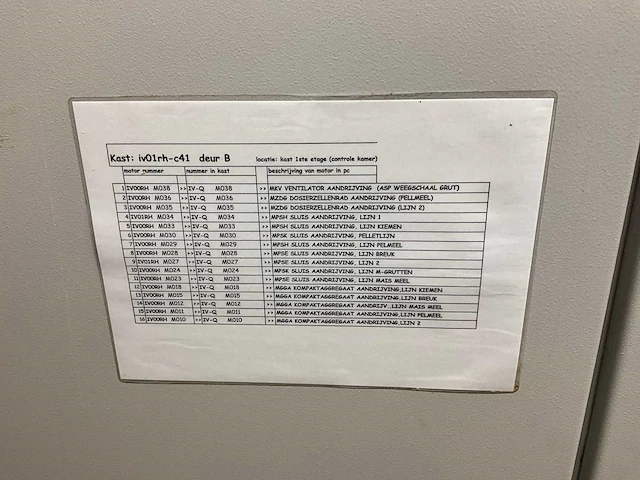 Kast: iv01rh-c41 deur B locatie: kast 1ste etage (controle kamer)
motor nummer nummer in kast beschrijving van motor in pc
1 IV00RH M038 >> IV-Q M038 >> MKV VENTILATOR AANDRIJVING (ASP WEEGSCHAAL GRUT)
2 IV00RH M036 >> IV-Q M036 >> MZDG DOSIERZELLENRAD AANDRIJVING (PELLMEEL)
3 IV00RH M035 >> IV-Q M035 >> MZDG DOSIERZELLENRAD AANDRIJVING (LIJN 2)
4 IV01RH M034 >> IV-Q M034 >> MPSH SLUIS AANDRIJVING, LIJN 1
5 IV00RH M033 >> IV-Q M033 >> MPSH SLUIS AANDRIJVING, LIJN KIEMEN
6 IV00RH M030 >> IV-Q M030 >> MPSK SLUIS AANDRIJVING, PELLETLIJN
7 IV00RH M029 >> IV-Q M029 >> MPSH SLUIS AANDRIJVING, LIJN PELMEEL
8 IV00RH M028 >> IV-Q M028 >> MPSE SLUIS AANDRIJVING, LIJN BREUK
9 IV01RH M027 >> IV-Q M027 >> MPSE SLUIS AANDRIJVING, LIJN 2
10 IV00RH M024 >> IV-Q M024 >> MPSK SLUIS AANDRIJVING, LIJN M-GRUTTEN
11 IV00RH M023 >> IV-Q M023 >> MPSE SLUIS AANDRIJVING, LIJN MAIS MEEL
12 IV00RH M018 >> IV-Q M018 >> MGGA KOMPAKTAGGREGAAT AANDRIJVING,LIJN KIEMEN
13 IV00RH M015 >> IV-Q M015 >> MGGA KOMPAKTAGGREGAAT AANDRIJVING,LIJN BREUK
14 IV00RH M012 >> IV-Q M012 >> MGGA KOMPAKTAGGREGAAT AANDRIJV.,LIJN MAIS MEEL
15 IV00RH M011 >> IV-Q M011 >> MGGA KOMPAKTAGGREGAAT AANDRIJVING,LIJN PELMEEL
16 IV00RH M010 >> IV-Q M010 >> MGGA KOMPAKTAGGREGAAT AANDRIJVING,LIJN 2